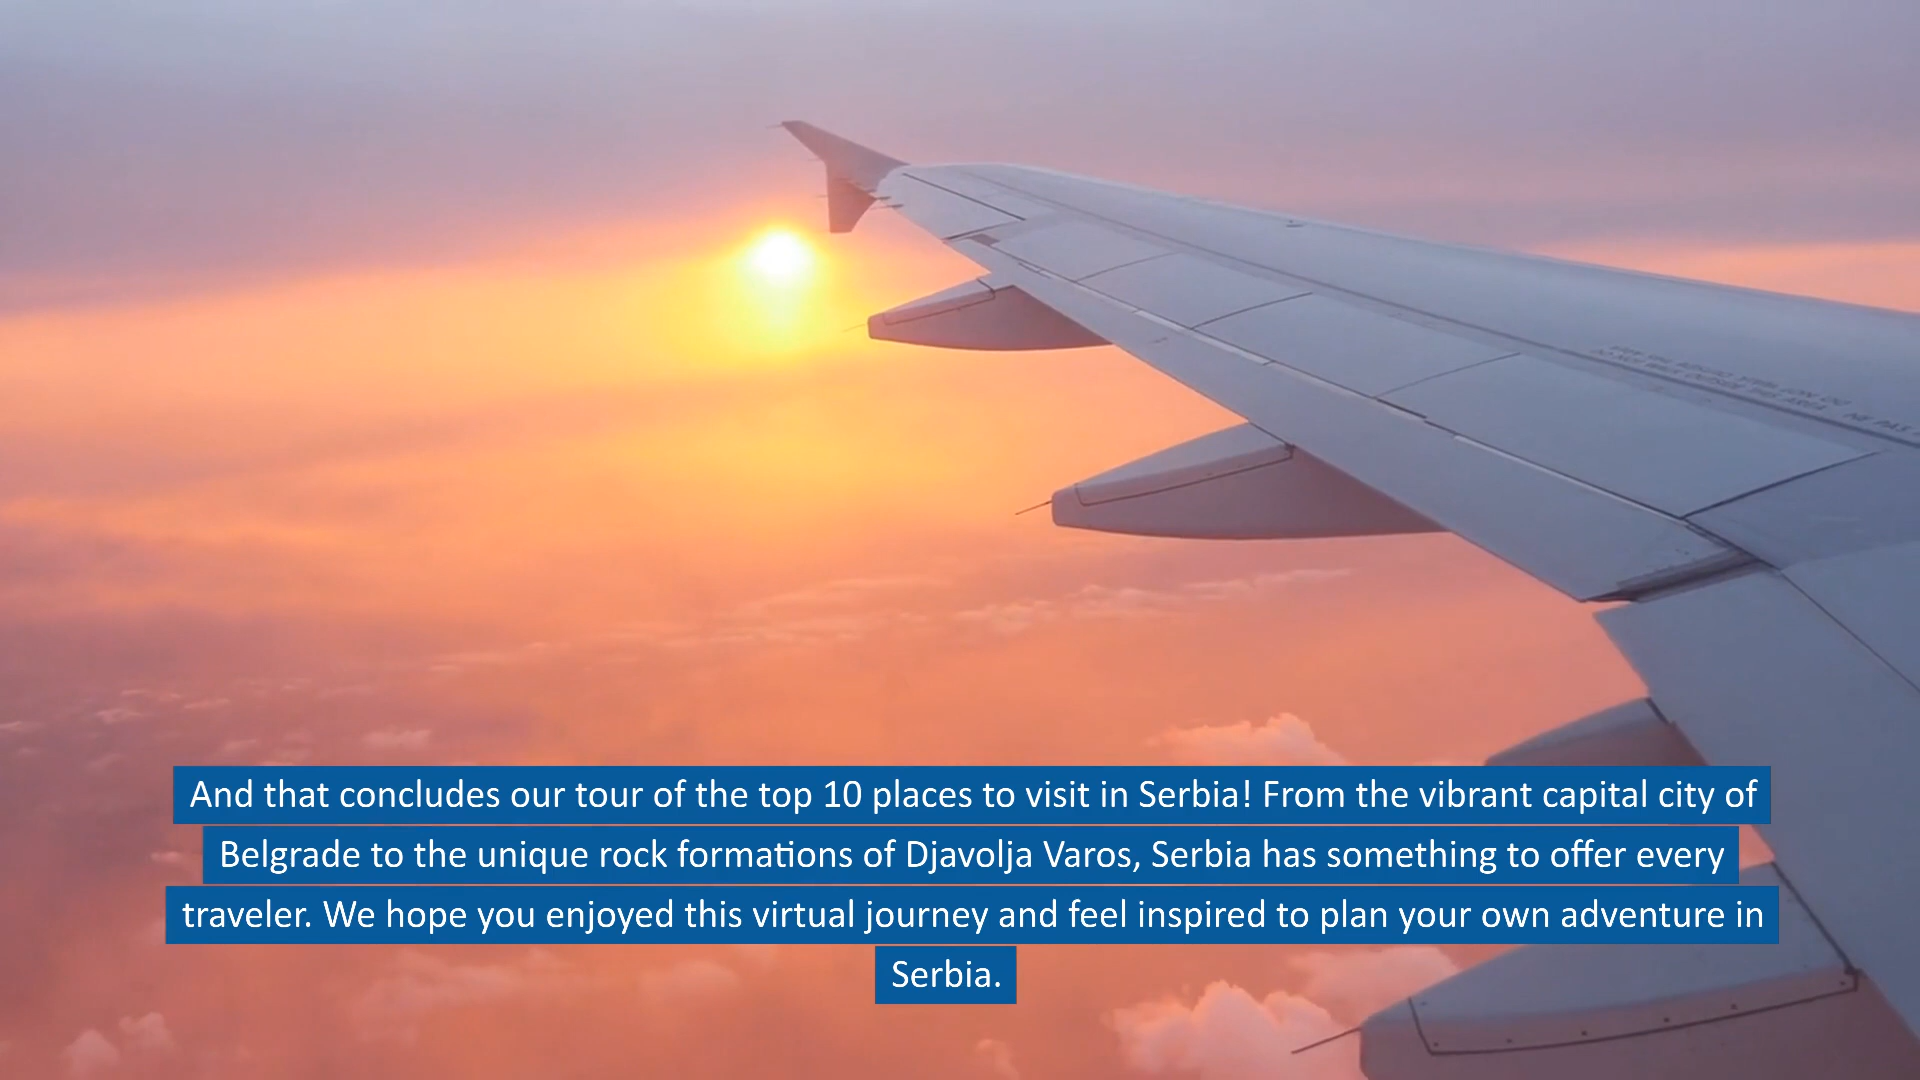 And that concludes our tour of the top 10 places to visit in Serbia! From the vibrant capital city of
Belgrade to the unique rock formations of Djavolja Varos, Serbia has something to offer every
traveler. We hope you enjoyed this virtual journey and feel inspired to plan your own adventure in
Serbia.